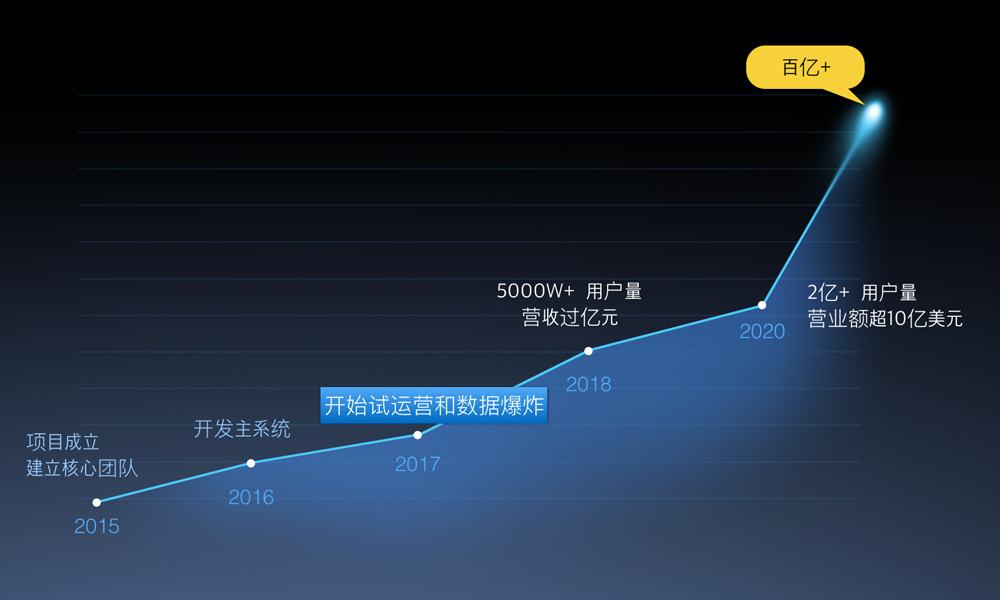 百亿+
5000W+ 用户量
营收过亿元
2亿+ 用户量
营业额超10亿美元
2020
2018
开始试运营和数据爆炸
开发主系统
项目成立
建立核心团队
2017
2016
2015